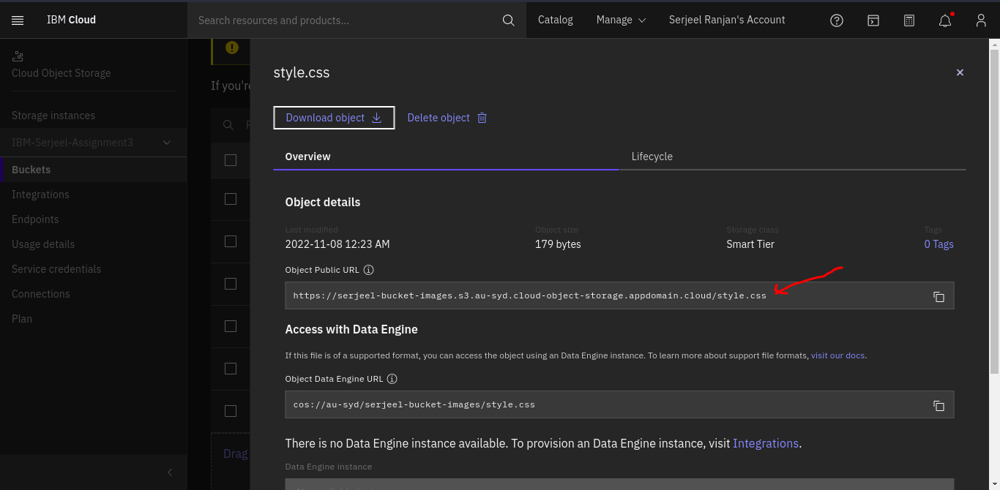 IBM Cloud
Search resources and products...
Catalog
Manage
Serjeel Ranjan's Account
Cloud Object Storage
Storage instances
IBM-Serjeel-Assignment3
Buckets
Integrations
Endpoints
Usage details
Service credentials
Connections
Plan
If you're
Drag
style.css
Download object
Delete object
Overview
Lifecycle
Object details
Last modified
2022-11-08 12:23 AM
Object size
179 bytes
Storage class
Smart Tier
Tags
0 Tags
Object Public URL
https://serjeel-bucket-images.s3.au-syd.cloud-object-storage.appdomain.cloud/style.css
Access with Data Engine
If this file is of a supported format, you can access the object using an Data Engine instance. To learn more about support file formats, visit our docs.
Object Data Engine URL
cos://au-syd/serjeel-bucket-images/style.css
There is no Data Engine instance available. To provision an Data Engine instance, visit Integrations.
Data Engine instance